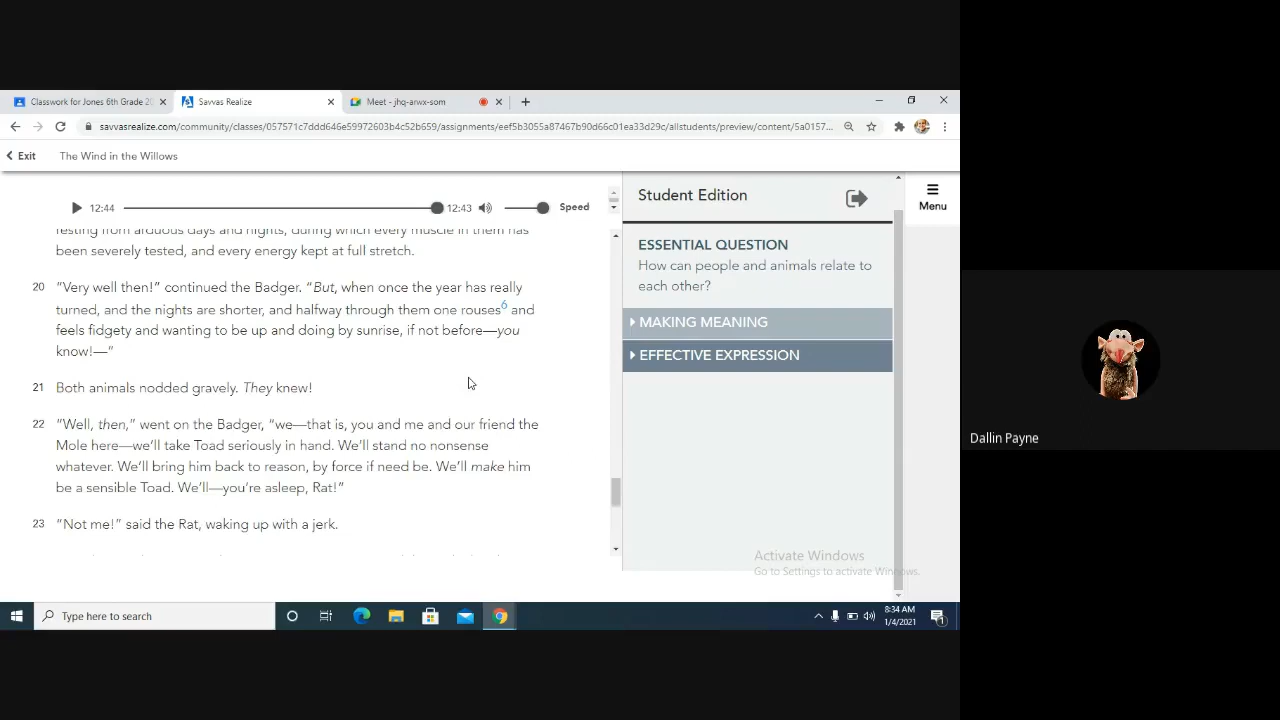 Classwork for Jones 6th Grade 20
Savvas Realize
Meet - jhq-arwx-som
savvasrealize.com/community/classes/057571c7ddd646e59972603b4c52b659/assignments/eef5b3055a87467b90d66c01ea33d29c/allstudents/preview/content/5a0157...
Exit
The Wind in the Willows
12:44
12:43
Speed
Student Edition
Menu
resting from arduous days and nights, during which every muscle in them has
been severely tested, and every energy kept at full stretch.
20 “Very well then!” continued the Badger. “But, when once the year has really
turned, and the nights are shorter, and halfway through them one rouses6 and
feels fidgety and wanting to be up and doing by sunrise, if not before—you
know!—”
21 Both animals nodded gravely. They knew!
22 “Well, then,” went on the Badger, “we—that is, you and me and our friend the
Mole here—we’ll take Toad seriously in hand. We’ll stand no nonsense
whatever. We’ll bring him back to reason, by force if need be. We’ll make him
be a sensible Toad. We’ll—you’re asleep, Rat!”
23 “Not me!” said the Rat, waking up with a jerk.
ESSENTIAL QUESTION
How can people and animals relate to
each other?
MAKING MEANING
EFFECTIVE EXPRESSION
Activate Windows
Go to Settings to activate Windows.
Dallin Payne
Type here to search
8:34 AM
1/4/2021
1